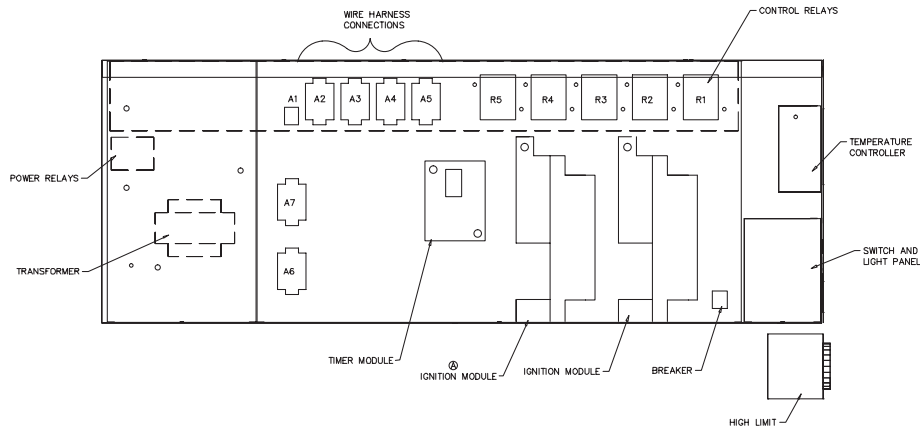 WIRE HARNESS
CONNECTIONS
CONTROL RELAYS
A1
A2
A3
A4
A5
R5
R4
R3
R2
R1
TEMPERATURE
CONTROLLER
POWER RELAYS
A7
TRANSFORMER
A6
SWITCH AND
LIGHT PANEL
TIMER MODULE
A
IGNITION MODULE
IGNITION MODULE
BREAKER
HIGH LIMIT